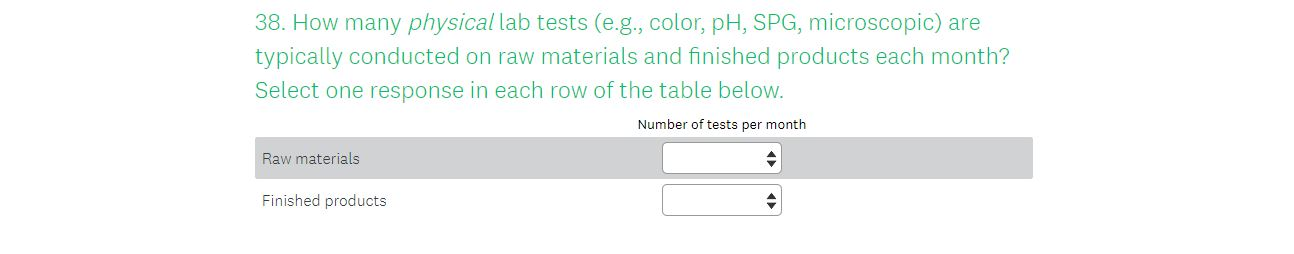 38. How many physical lab tests (e.g., color, pH, SPG, microscopic) are
typically conducted on raw materials and finished products each month?
Select one response in each row of the table below.
Number of tests per month
Raw materials
Finished products